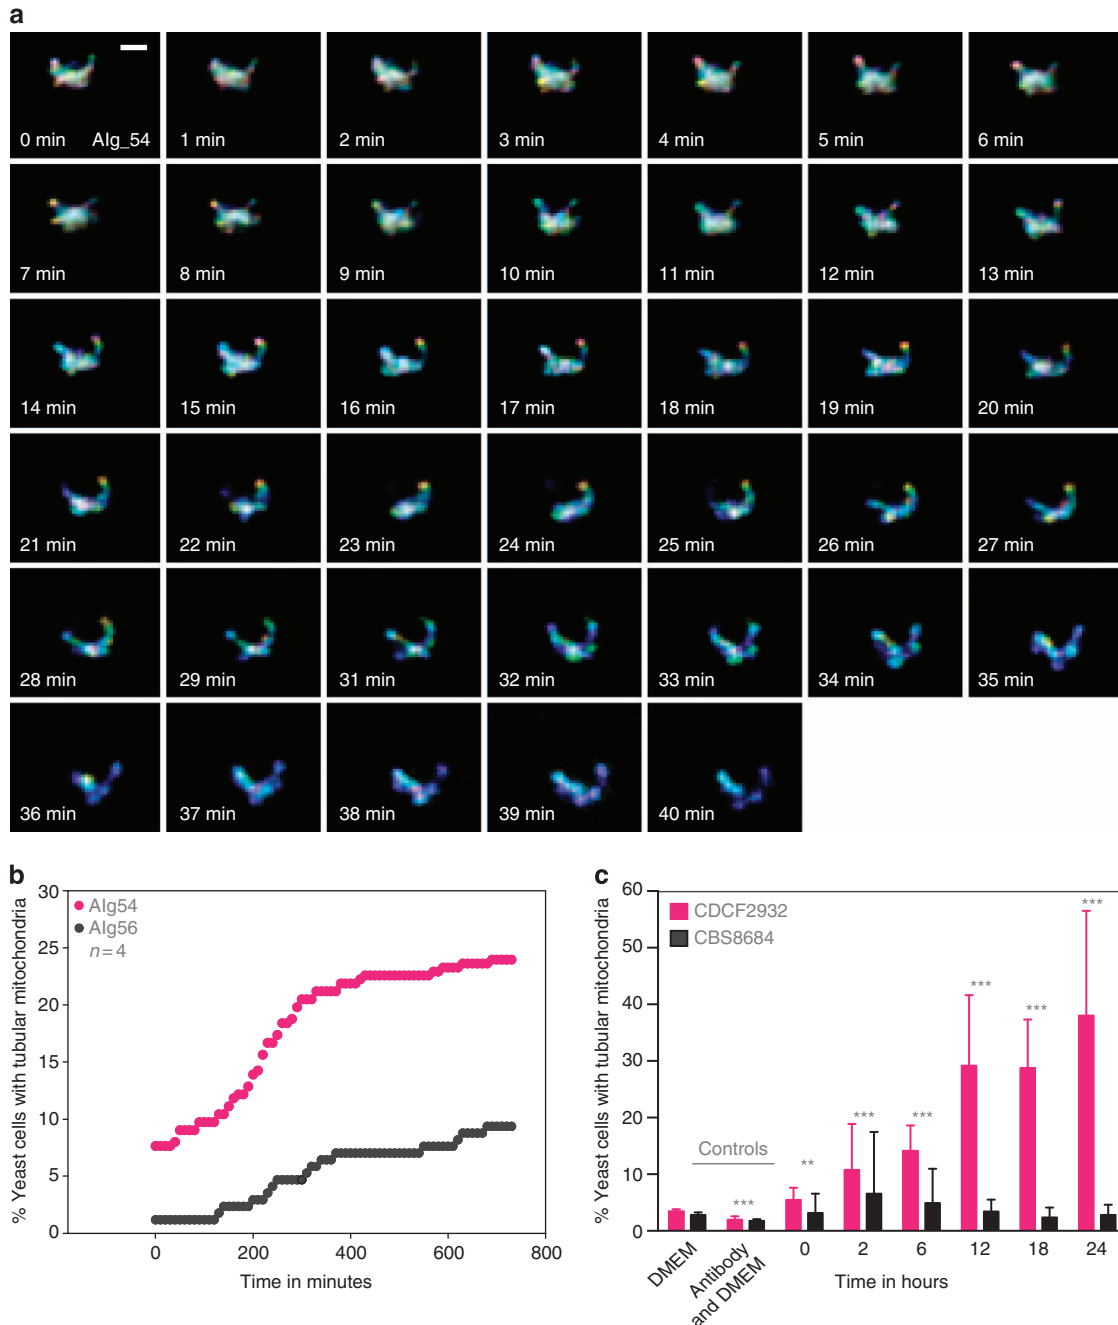 a
0 min Alg_54
1 min
2 min
3 min
4 min
5 min
6 min
7 min
8 min
9 min
10 min
11 min
12 min
13 min
14 min
15 min
16 min
17 min
18 min
19 min
20 min
21 min
22 min
23 min
24 min
25 min
26 min
27 min
28 min
29 min
31 min
32 min
33 min
34 min
35 min
36 min
37 min
38 min
39 min
40 min
b
% Yeast cells with tubular mitochondria
30
25
20
15
10
5
0
Alg54
Alg56
n=4
0 200 400 600 800
Time in minutes
c
% Yeast cells with tubular mitochondria
60
50
40
30
20
10
0
CDCF2932
CBS8684
Controls
***
**
***
***
***
***
***
DMEM
Antibody
and DMEM
0 2 6 12 18 24
Time in hours